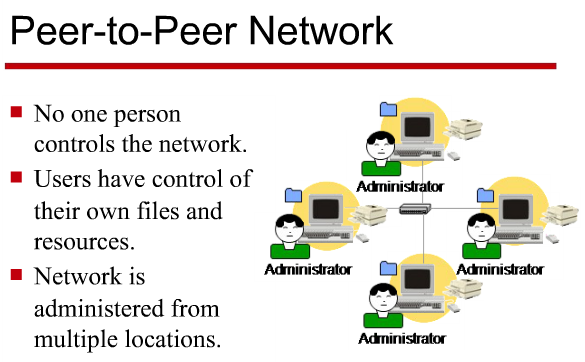 Peer-to-Peer Network
No one person
controls the network.
Users have control of
their own files and
resources.
Network is
administered from
multiple locations.
Administrator
Administrator
Administrator
Administrator